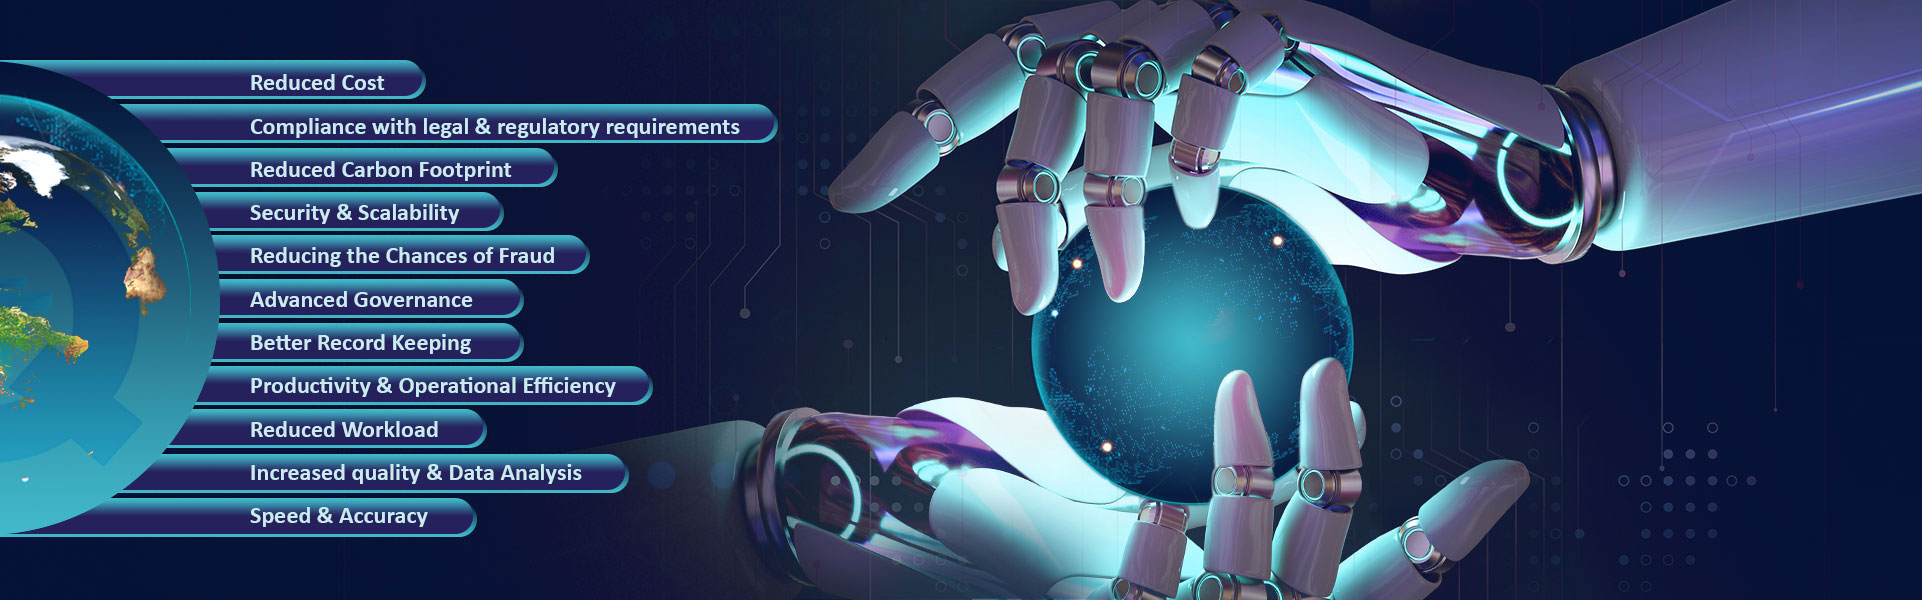 Reduced Cost
Compliance with legal & regulatory requirements
Reduced Carbon Footprint
Security & Scalability
Reducing the Chances of Fraud
Advanced Governance
Better Record Keeping
Productivity & Operational Efficiency
Reduced Workload
Increased quality & Data Analysis
Speed & Accuracy